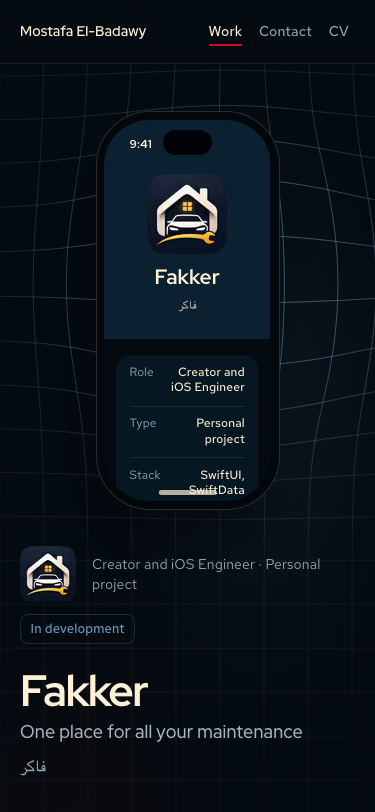 Mostafa El-Badawy
Work
Contact
CV
9:41
Fakker
فاكر
Role
Creator and
iOS Engineer
Type
Personal
project
Stack
SwiftUI,
SwiftData
Creator and iOS Engineer · Personal
project
In development
Fakker
One place for all your maintenance
فاكر